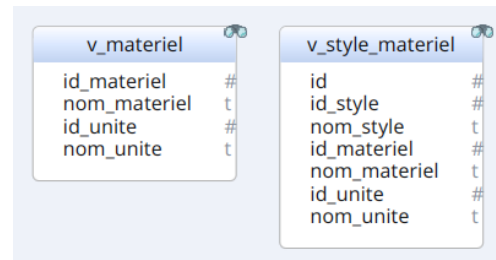 v_materiel
id_materiel #
nom_materiel t
id_unite #
nom_unite t
v_style_materiel
id #
id_style #
nom_style t
id_materiel #
nom_materiel t
id_unite #
nom_unite t